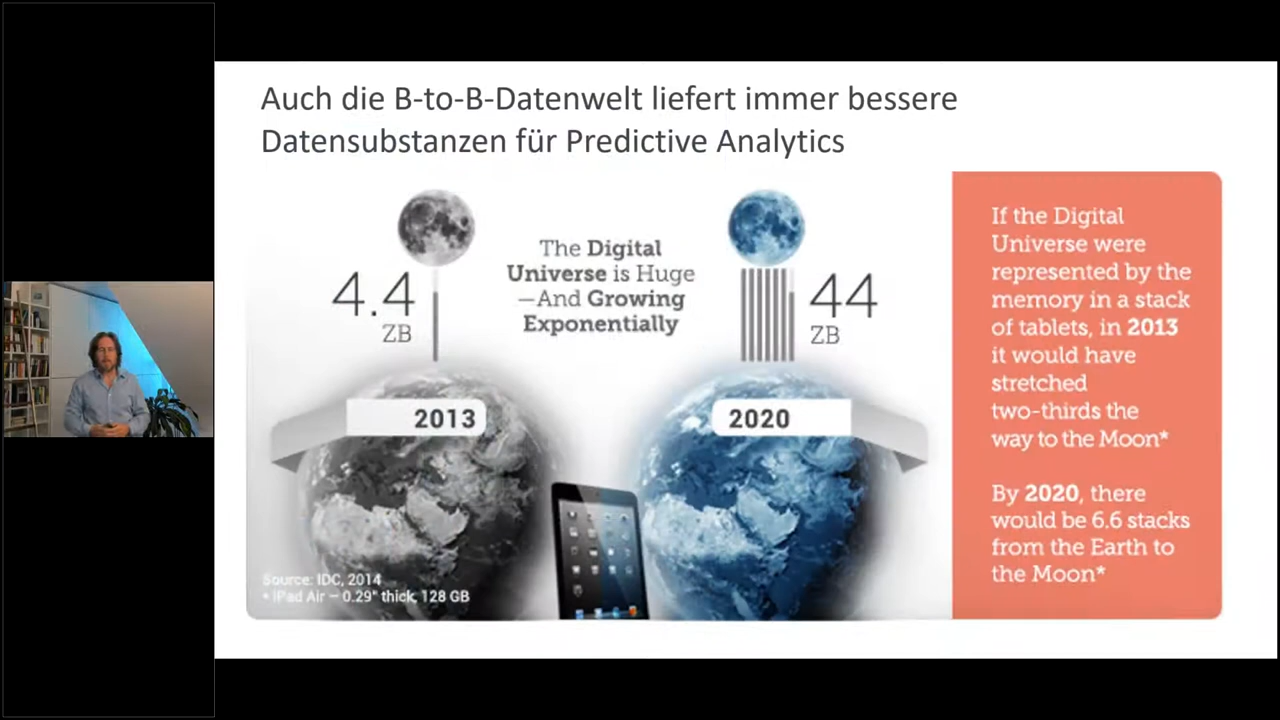 Auch die B-to-B-Datenwelt liefert immer bessere
Datensubstanzen für Predictive Analytics
4.4
ZB
The Digital
Universe is Huge
—And Growing
Exponentially
44
ZB
2013
2020
Source: IDC, 2014
* iPad Air – 0.29" thick, 128 GB
If the Digital
Universe were
represented by the
memory in a stack
of tablets, in 2013
it would have
stretched
two-thirds the
way to the Moon*
By 2020, there
would be 6.6 stacks
from the Earth to
the Moon*